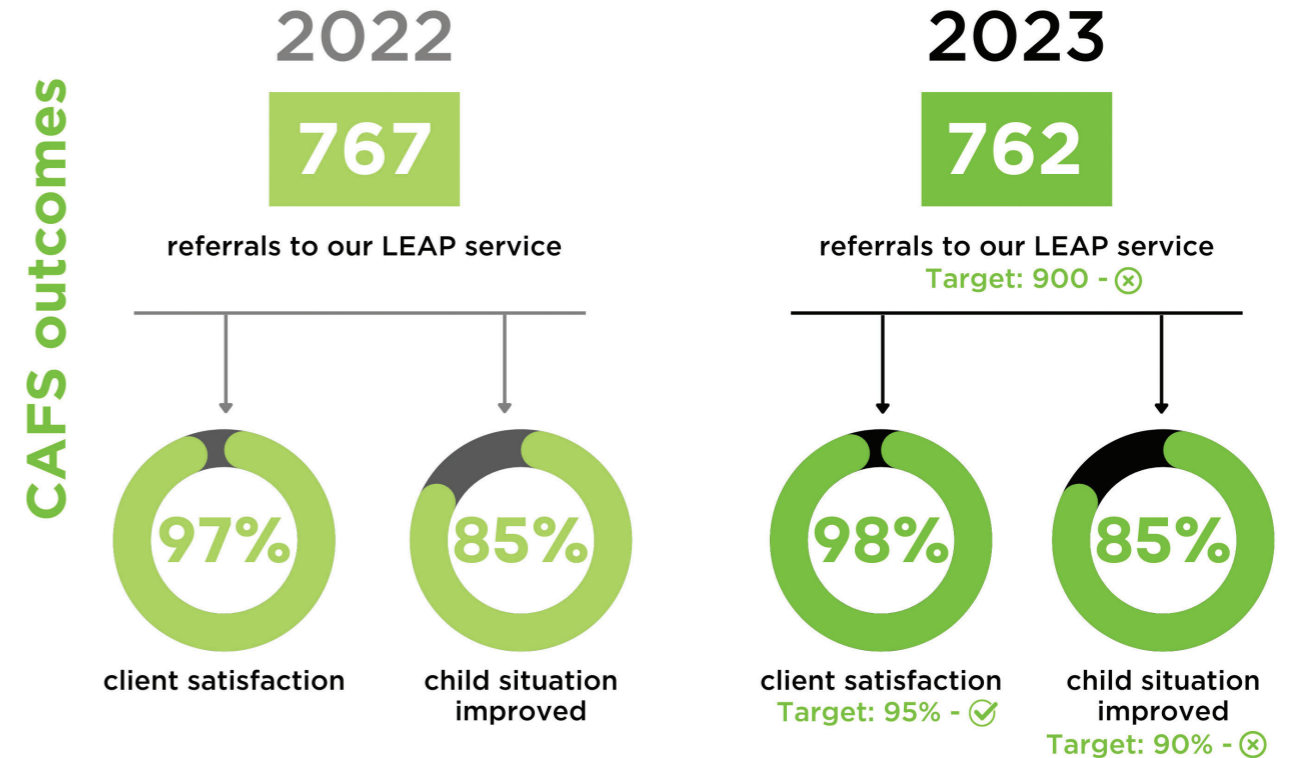 CAFS outcomes
2022
767
referrals to our LEAP service
97%
client satisfaction
85%
child situation
improved
2023
762
referrals to our LEAP service
Target: 900 -
98%
client satisfaction
Target: 95% -
85%
child situation
improved
Target: 90% -